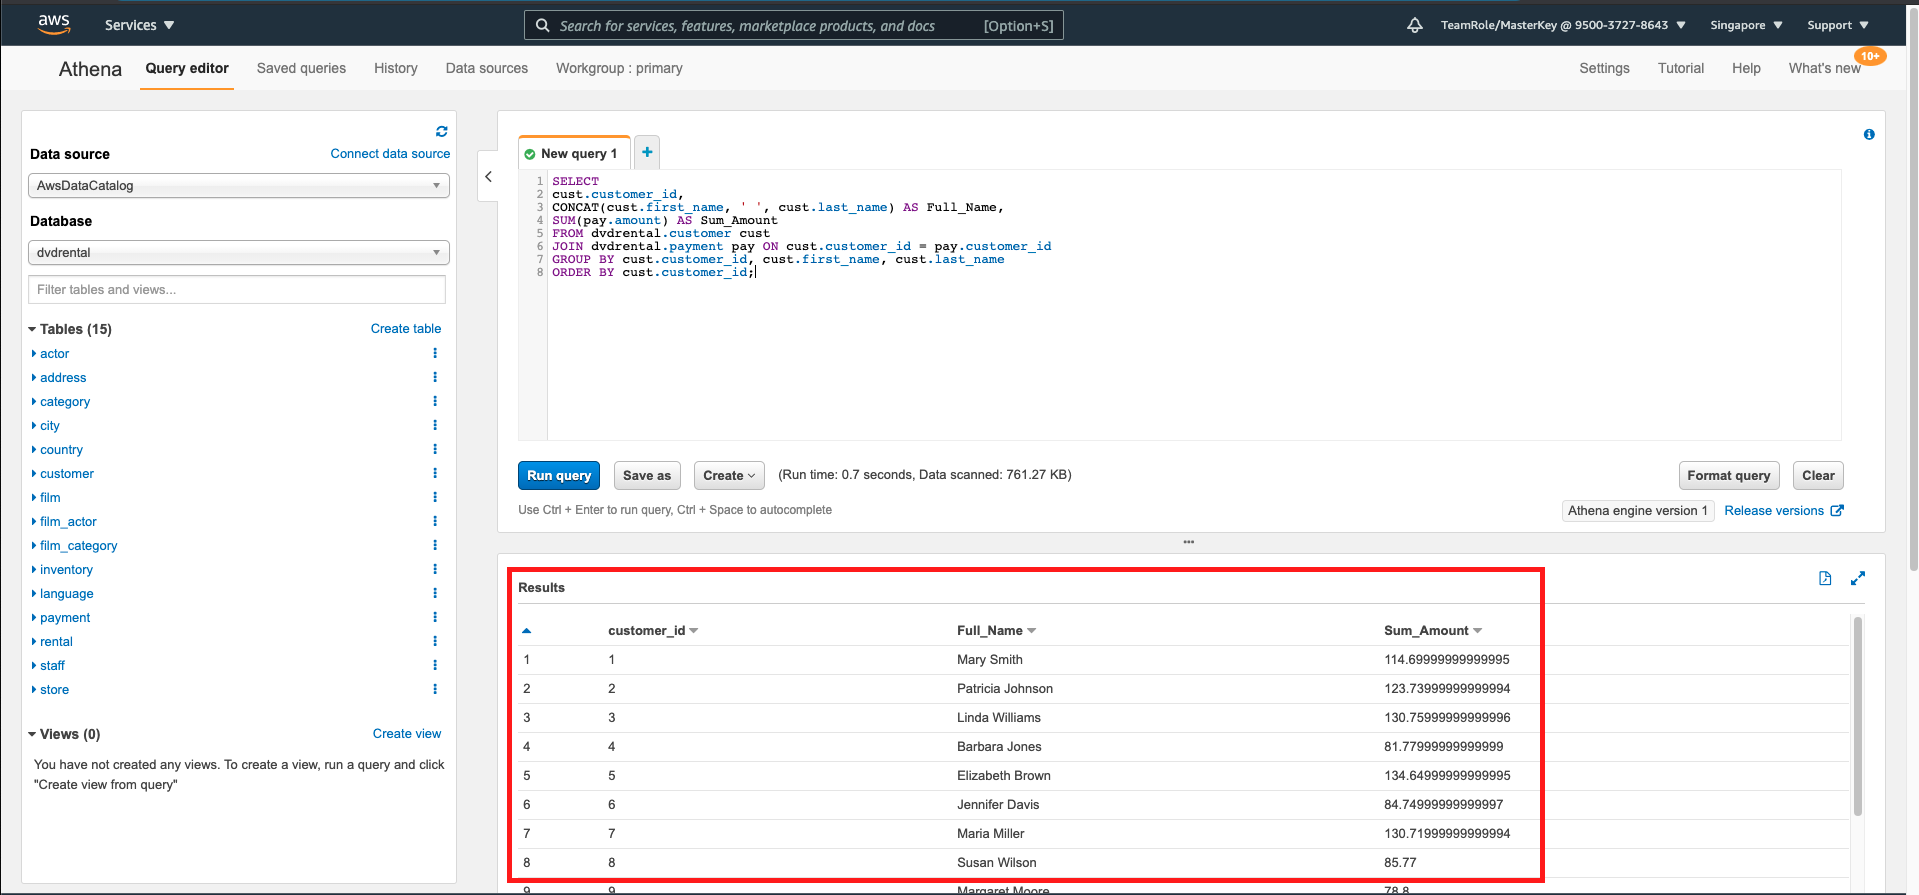 aws Services Search for services, features, marketplace products, and docs [Option+S] TeamRole/MasterKey @ 9500-3727-8643 Singapore Support
Athena Query editor Saved queries History Data sources Workgroup : primary Settings Tutorial Help What's new 10+
Data source Connect data source
AwsDataCatalog
Database
dvdrental
Filter tables and views...
Tables (15) Create table
actor
address
category
city
country
customer
film
film_actor
film_category
inventory
language
payment
rental
staff
store
Views (0) Create view
You have not created any views. To create a view, run a query and click
"Create view from query"
New query 1 +
1 SELECT
2 cust.customer_id,
3 CONCAT(cust.first_name, ' ', cust.last_name) AS Full_Name,
4 SUM(pay.amount) AS Sum_Amount
5 FROM dvdrental.customer cust
6 JOIN dvdrental.payment pay ON cust.customer_id = pay.customer_id
7 GROUP BY cust.customer_id, cust.first_name, cust.last_name
8 ORDER BY cust.customer_id;
Run query Save as Create (Run time: 0.7 seconds, Data scanned: 761.27 KB) Format query Clear
Use Ctrl + Enter to run query, Ctrl + Space to autocomplete Athena engine version 1 Release versions
Results
customer_id Full_Name Sum_Amount
1 1 Mary Smith 114.69999999999995
2 2 Patricia Johnson 123.73999999999994
3 3 Linda Williams 130.75999999999996
4 4 Barbara Jones 81.77999999999999
5 5 Elizabeth Brown 134.64999999999995
6 6 Jennifer Davis 84.74999999999997
7 7 Maria Miller 130.71999999999994
8 8 Susan Wilson 85.77
9 9 Margaret Moore 78.8